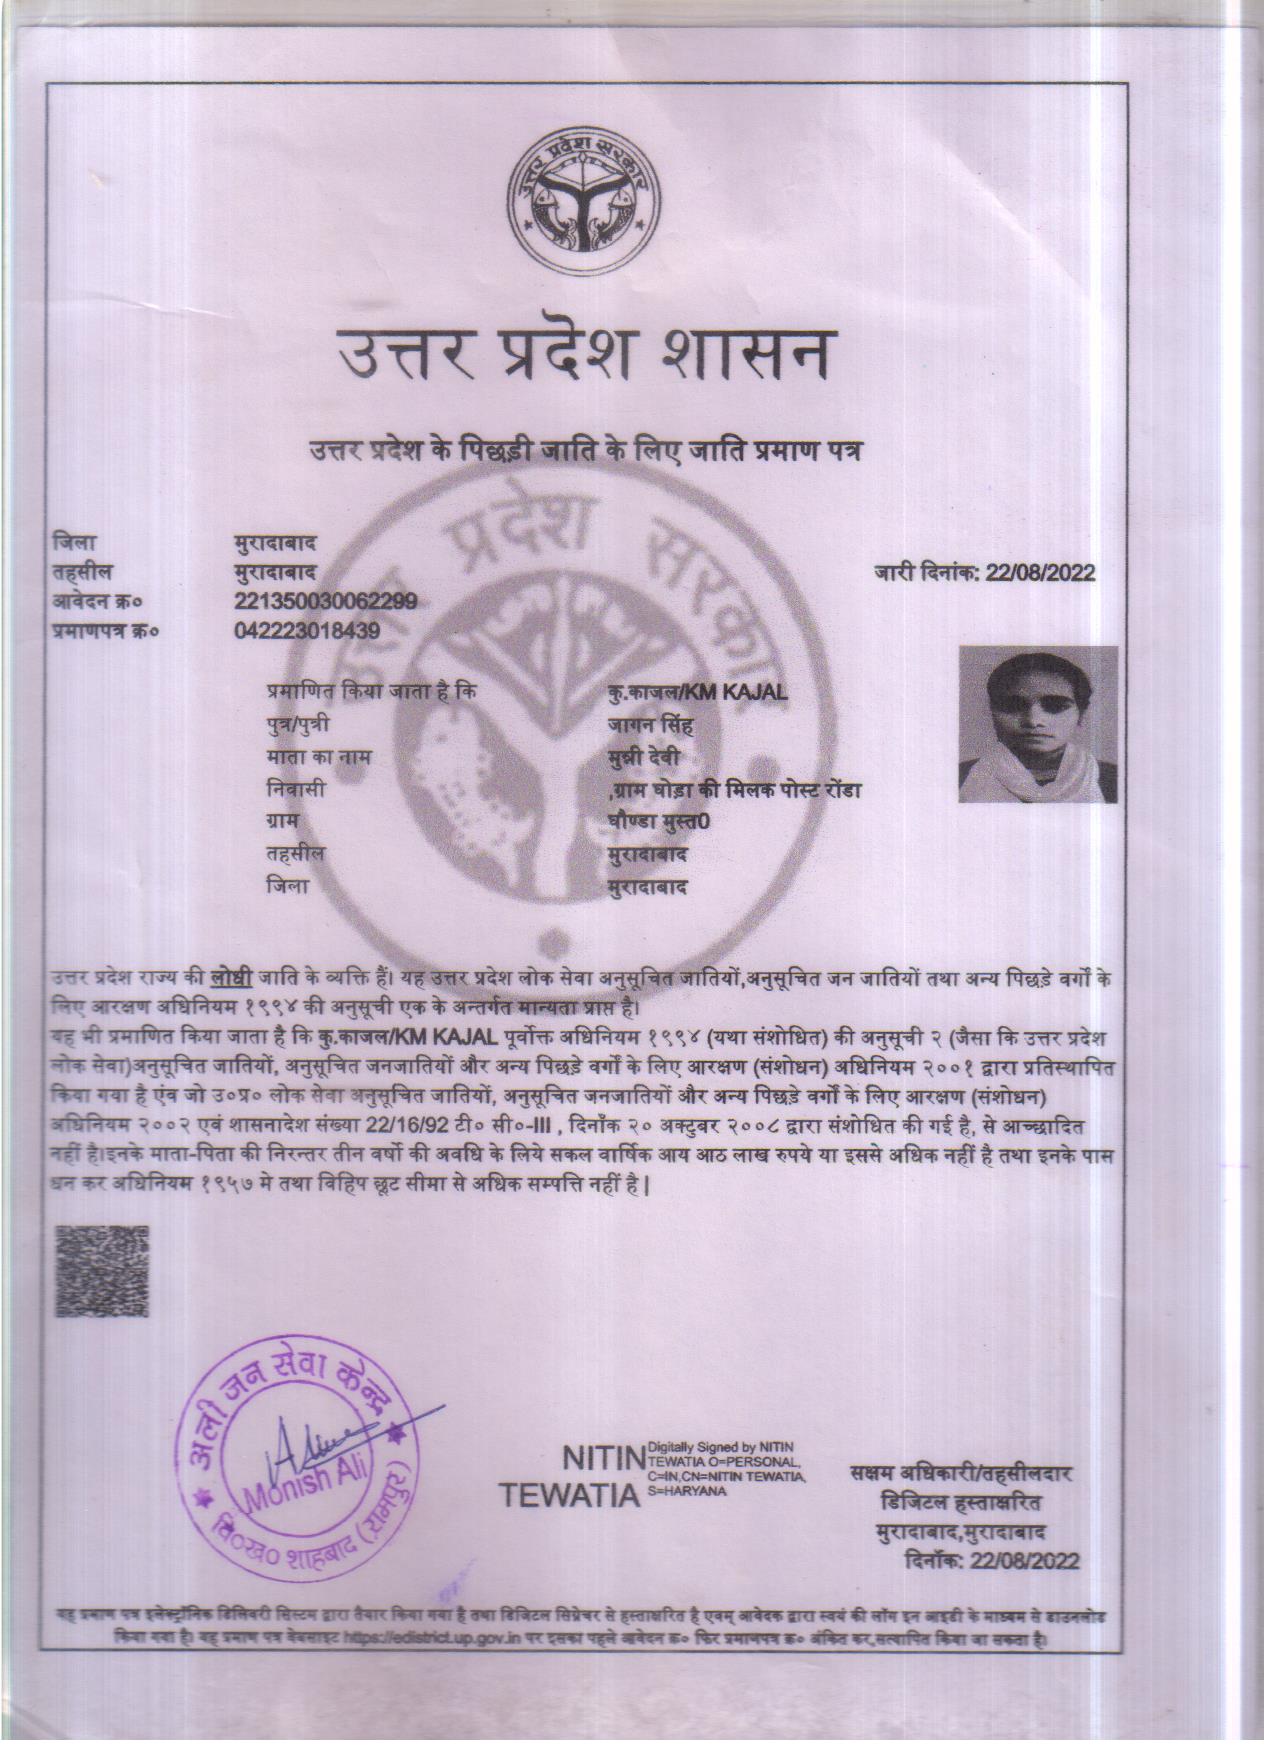 उत्तर प्रदेश सरकार
उत्तर प्रदेश शासन
उत्तर प्रदेश के पिछड़ी जाति के लिए जाति प्रमाण पत्र
उत्तर प्रदेश सरकार
जिला मुरादाबाद
तहसील मुरादाबाद जारी दिनांक: 22/08/2022
आवेदन क्र० 221350030062299
प्रमाणपत्र क्र० 042223018439
प्रमाणित किया जाता है कि कु.काजल/KM KAJAL
पुत्र/पुत्री जागन सिंह
माता का नाम मुन्नी देवी
निवासी ,ग्राम घोड़ा की मिलक पोस्ट रोंडा
ग्राम घौण्डा मुस्त0
तहसील मुरादाबाद
जिला मुरादाबाद
उत्तर प्रदेश राज्य की लोधी जाति के व्यक्ति हैं। यह उत्तर प्रदेश लोक सेवा अनुसूचित जातियों,अनुसूचित जन जातियों तथा अन्य पिछड़े वर्गो के
लिए आरक्षण अधिनियम १९९४ की अनुसूची एक के अन्तर्गत मान्यता प्राप्त है।
यह भी प्रमाणित किया जाता है कि कु.काजल/KM KAJAL पूर्वोक्त अधिनियम १९९४ (यथा संशोधित) की अनुसूची २ (जैसा कि उत्तर प्रदेश
लोक सेवा)अनुसूचित जातियों, अनुसूचित जनजातियों और अन्य पिछड़े वर्गों के लिए आरक्षण (संशोधन) अधिनियम २००१ द्वारा प्रतिस्थापित
किया गया है एंव जो उ०प्र० लोक सेवा अनुसूचित जातियों, अनुसूचित जनजातियों और अन्य पिछड़े वर्गों के लिए आरक्षण (संशोधन)
अधिनियम २००२ एवं शासनादेश संख्या 22/16/92 टी० सी०-III , दिनाँक २० अक्टुबर २००८ द्वारा संशोधित की गई है, से आच्छादित
नहीं है।इनके माता-पिता की निरन्तर तीन वर्षो की अवधि के लिये सकल वार्षिक आय आठ लाख रुपये या इससे अधिक नहीं है तथा इनके पास
धन कर अधिनियम १९५७ मे तथा विहिप छूट सीमा से अधिक सम्पत्ति नहीं है |
अली जन सेवा केन्द्र
Monish Ali
वि०ख० शाहबाद (रामपुर)
NITIN
TEWATIA
Digitally Signed by NITIN
TEWATIA O=PERSONAL,
C=IN,CN=NITIN TEWATIA,
S=HARYANA
सक्षम अधिकारी/तहसीलदार
डिजिटल हस्ताक्षरित
मुरादाबाद,मुरादाबाद
दिनॉक: 22/08/2022
यह प्रमाण पत्र इलेक्ट्रॉनिक डिलिवरी सिस्टम द्वारा तैयार किया गया है तथा डिजिटल सिग्नेचर से हस्ताक्षरित है एवम् आवेदक द्वारा स्वयं की लॉग इन आइडी के माध्यम से डाउनलोड
किया गया है। यह प्रमाण पत्र वेबसाइट https://edistrict.up.gov.in पर इसका पहले आवेदन क्र० फिर प्रमाणपत्र क्र० अंकित कर,सत्यापित किया जा सकता है।